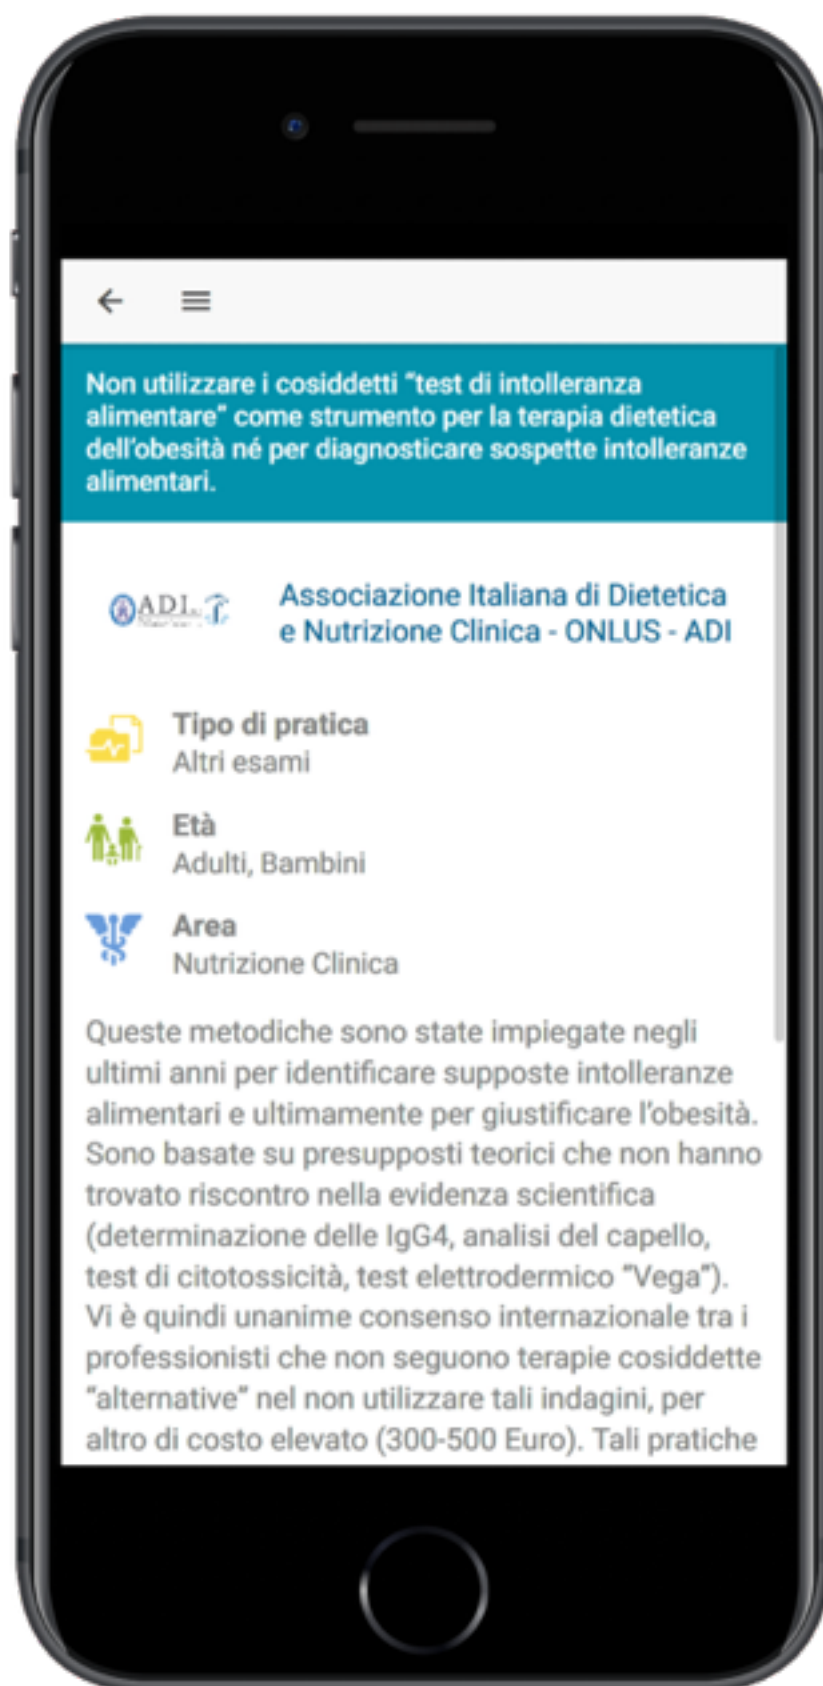 Non utilizzare i cosiddetti “test di intolleranza
alimentare” come strumento per la terapia dietetica
dell’obesità né per diagnosticare sospette intolleranze
alimentari.
ADI
Associazione Italiana di Dietetica
e Nutrizione Clinica - ONLUS - ADI
Tipo di pratica
Altri esami
Età
Adulti, Bambini
Area
Nutrizione Clinica
Queste metodiche sono state impiegate negli
ultimi anni per identificare supposte intolleranze
alimentari e ultimamente per giustificare l’obesità.
Sono basate su presupposti teorici che non hanno
trovato riscontro nella evidenza scientifica
(determinazione delle IgG4, analisi del capello,
test di citotossicità, test elettrodermico “Vega”).
Vi è quindi unanime consenso internazionale tra i
professionisti che non seguono terapie cosiddette
“alternative” nel non utilizzare tali indagini, per
altro di costo elevato (300-500 Euro). Tali pratiche